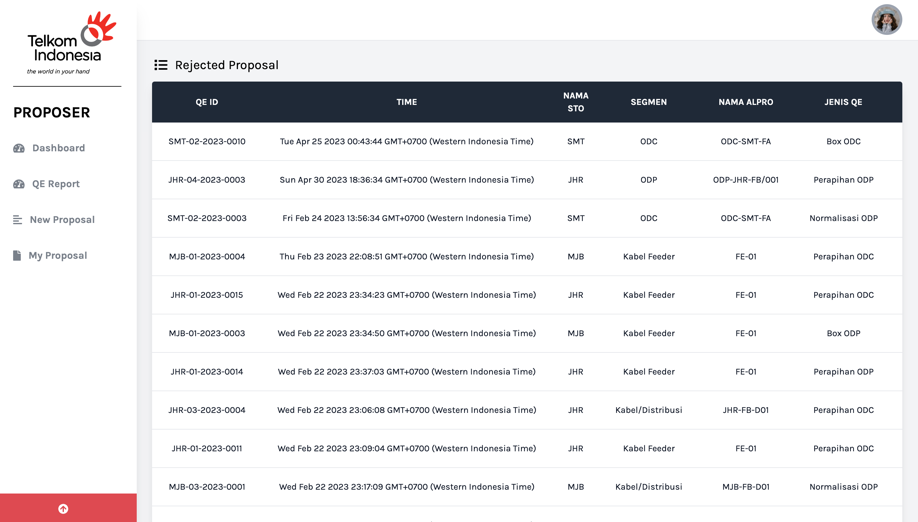 Telkom
Indonesia
the world in your hand
PROPOSER
Dashboard
QE Report
New Proposal
My Proposal
Rejected Proposal
QE ID TIME NAMA STO SEGMEN NAMA ALPRO JENIS QE
SMT-02-2023-0010 Tue Apr 25 2023 00:43:44 GMT+0700 (Western Indonesia Time) SMT ODC ODC-SMT-FA Box ODC
JHR-04-2023-0003 Sun Apr 30 2023 18:36:34 GMT+0700 (Western Indonesia Time) JHR ODP ODP-JHR-FB/001 Perapihan ODP
SMT-02-2023-0003 Fri Feb 24 2023 13:56:34 GMT+0700 (Western Indonesia Time) SMT ODC ODC-SMT-FA Normalisasi ODP
MJB-01-2023-0004 Thu Feb 23 2023 22:08:51 GMT+0700 (Western Indonesia Time) MJB Kabel Feeder FE-01 Perapihan ODC
JHR-01-2023-0015 Wed Feb 22 2023 23:34:23 GMT+0700 (Western Indonesia Time) JHR Kabel Feeder FE-01 Perapihan ODC
MJB-01-2023-0003 Wed Feb 22 2023 23:34:50 GMT+0700 (Western Indonesia Time) MJB Kabel Feeder FE-01 Box ODP
JHR-01-2023-0014 Wed Feb 22 2023 23:37:03 GMT+0700 (Western Indonesia Time) JHR Kabel Feeder FE-01 Perapihan ODP
JHR-03-2023-0004 Wed Feb 22 2023 23:06:08 GMT+0700 (Western Indonesia Time) JHR Kabel/Distribusi JHR-FB-D01 Perapihan ODC
JHR-01-2023-0011 Wed Feb 22 2023 23:09:04 GMT+0700 (Western Indonesia Time) JHR Kabel Feeder FE-01 Perapihan ODC
MJB-03-2023-0001 Wed Feb 22 2023 23:17:09 GMT+0700 (Western Indonesia Time) MJB Kabel/Distribusi MJB-FB-D01 Normalisasi ODP